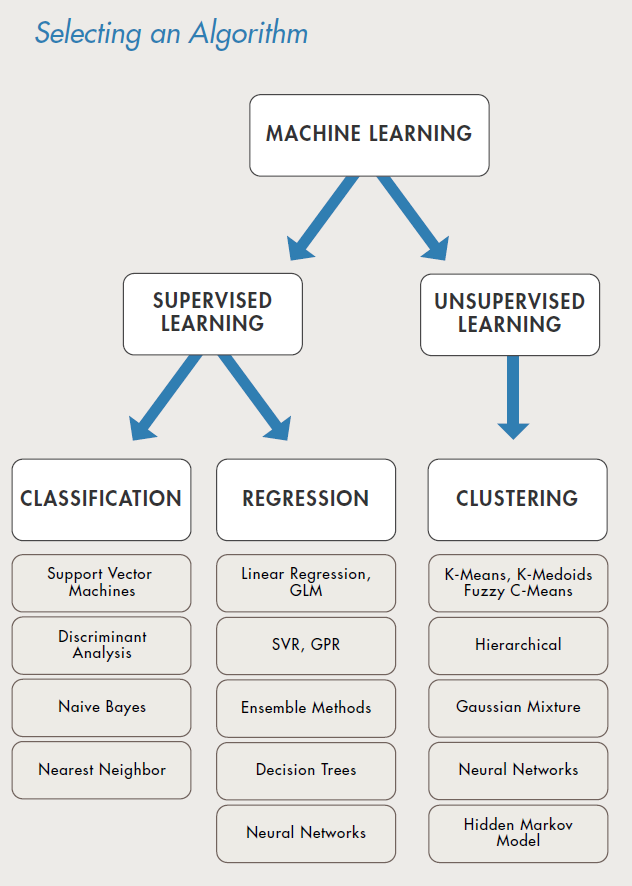 Selecting an Algorithm
MACHINE LEARNING
SUPERVISED
LEARNING
UNSUPERVISED
LEARNING
CLASSIFICATION
Support Vector
Machines
Discriminant
Analysis
Naive Bayes
Nearest Neighbor
REGRESSION
Linear Regression,
GLM
SVR, GPR
Ensemble Methods
Decision Trees
Neural Networks
CLUSTERING
K-Means, K-Medoids
Fuzzy C-Means
Hierarchical
Gaussian Mixture
Neural Networks
Hidden Markov
Model